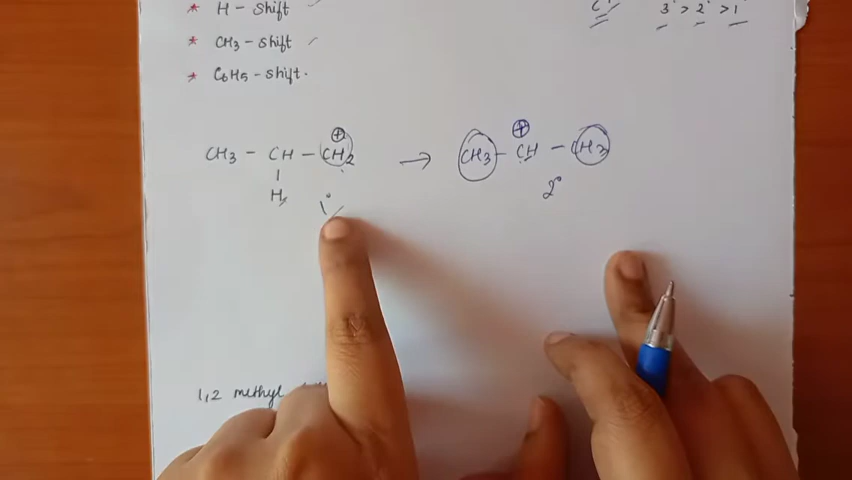 * H - Shift
C⁺ 3° > 2° > 1°
* CH3 - shift
* C6H5 - shift.
⊕ ⊕
CH3 - CH - CH2 → CH3 - CH - CH3
|
H 1° 2°
1,2 methyl